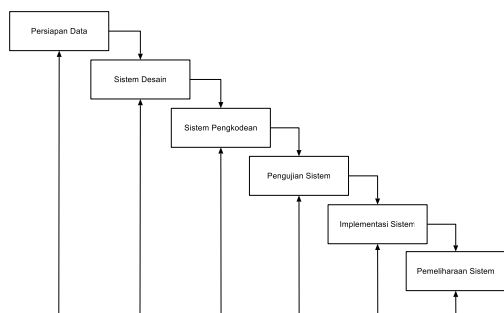 Persiapan Data
Sistem Desain
Sistem Pengkodean
Pengujian Sistem
Implementasi Sistem
Pemeliharaan Sistem